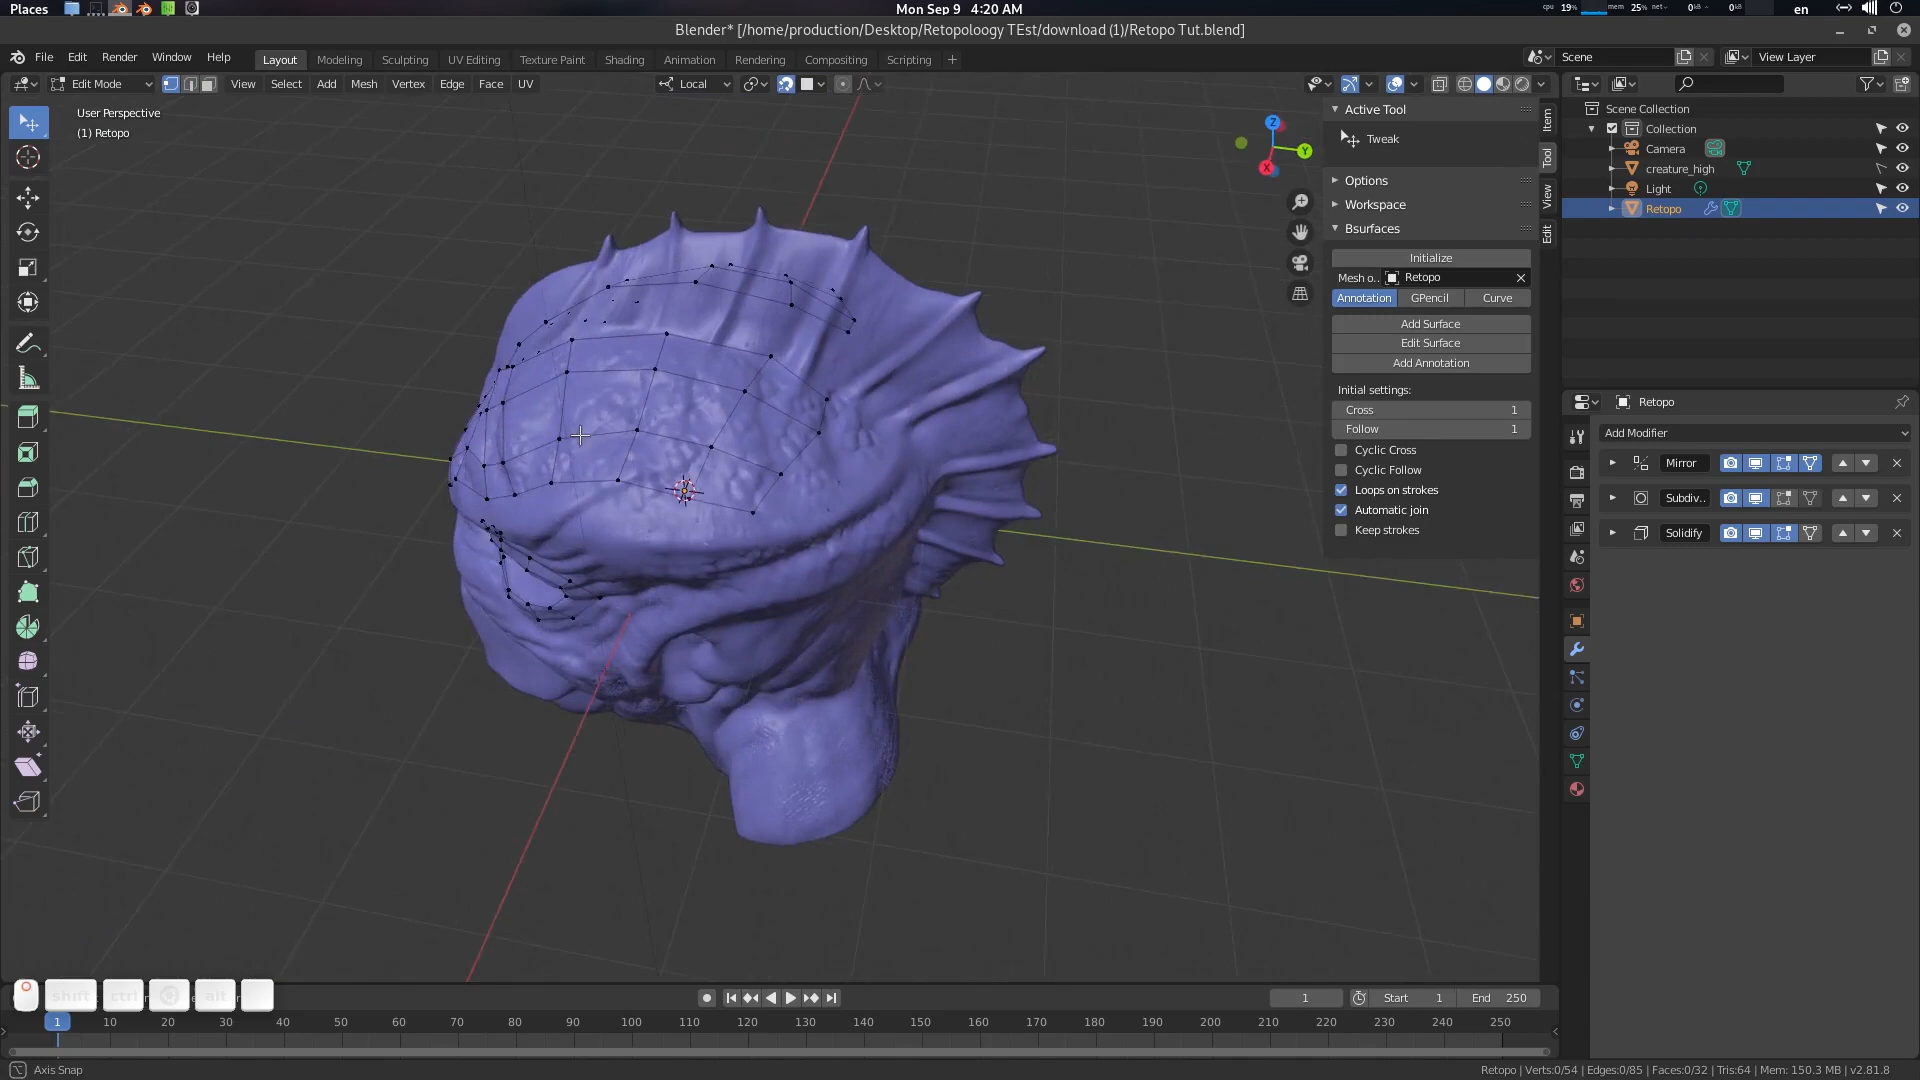 Places
Mon Sep 9 4:20 AM
cpu 19% mem 25% net 0kB 0kB en
Blender* [/home/production/Desktop/Retopoloogy TEst/download (1)/Retopo Tut.blend]
File Edit Render Window Help Layout Modeling Sculpting UV Editing Texture Paint Shading Animation Rendering Compositing Scripting + Scene View Layer
Edit Mode View Select Add Mesh Vertex Edge Face UV Local
User Perspective
(1) Retopo
Z
Y
X
Active Tool
Tweak
Options
Workspace
Bsurfaces
Initialize
Mesh o.. Retopo
Annotation GPencil Curve
Add Surface
Edit Surface
Add Annotation
Initial settings:
Cross 1
Follow 1
Cyclic Cross
Cyclic Follow
Loops on strokes
Automatic join
Keep strokes
Item
Tool
View
Edit
Scene Collection
Collection
Camera
creature_high
Light
Retopo
Retopo
Add Modifier
Mirror
Subdiv..
Solidify
shift ctrl alt
1 Start 1 End 250
1 10 20 30 40 50 60 70 80 90 100 110 120 130 140 150 160 170 180 190 200 210 220 230 240 250
Axis Snap
Retopo | Verts:0/54 | Edges:0/85 | Faces:0/32 | Tris:64 | Mem: 150.3 MB | v2.81.8